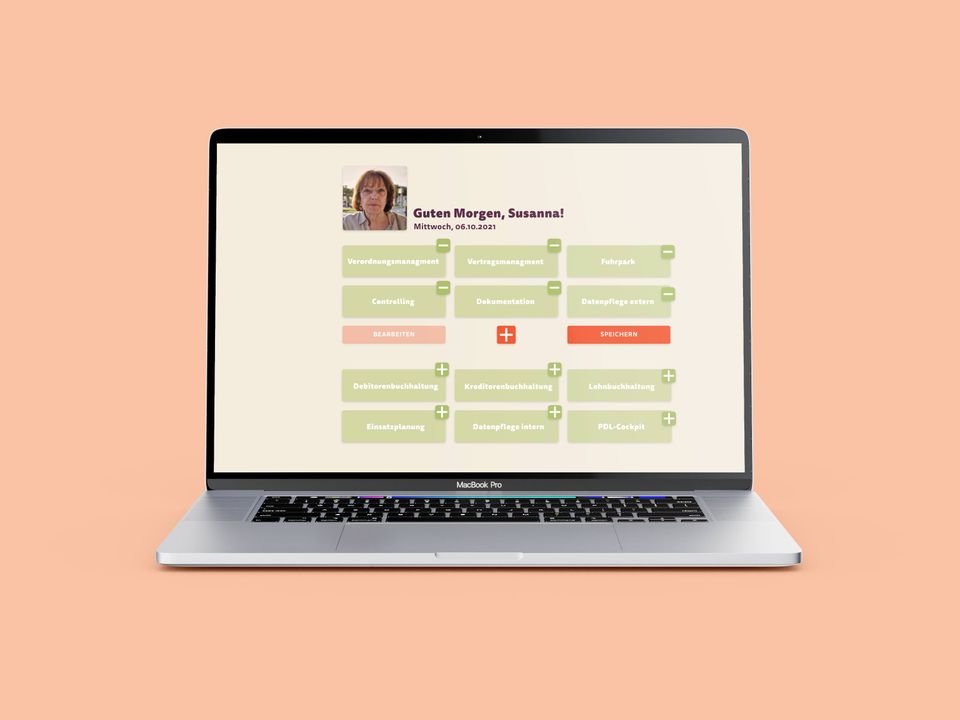 Guten Morgen, Susanna!
Mittwoch, 06.10.2021
Verordnungsmanagment
Vertragsmanagment
Fuhrpark
Controlling
Dokumentation
Datenpflege extern
BEARBEITEN
SPEICHERN
Debitorenbuchhaltung
Kreditorenbuchhaltung
Lohnbuchhaltung
Einsatzplanung
Datenpflege intern
PDL-Cockpit
MacBook Pro